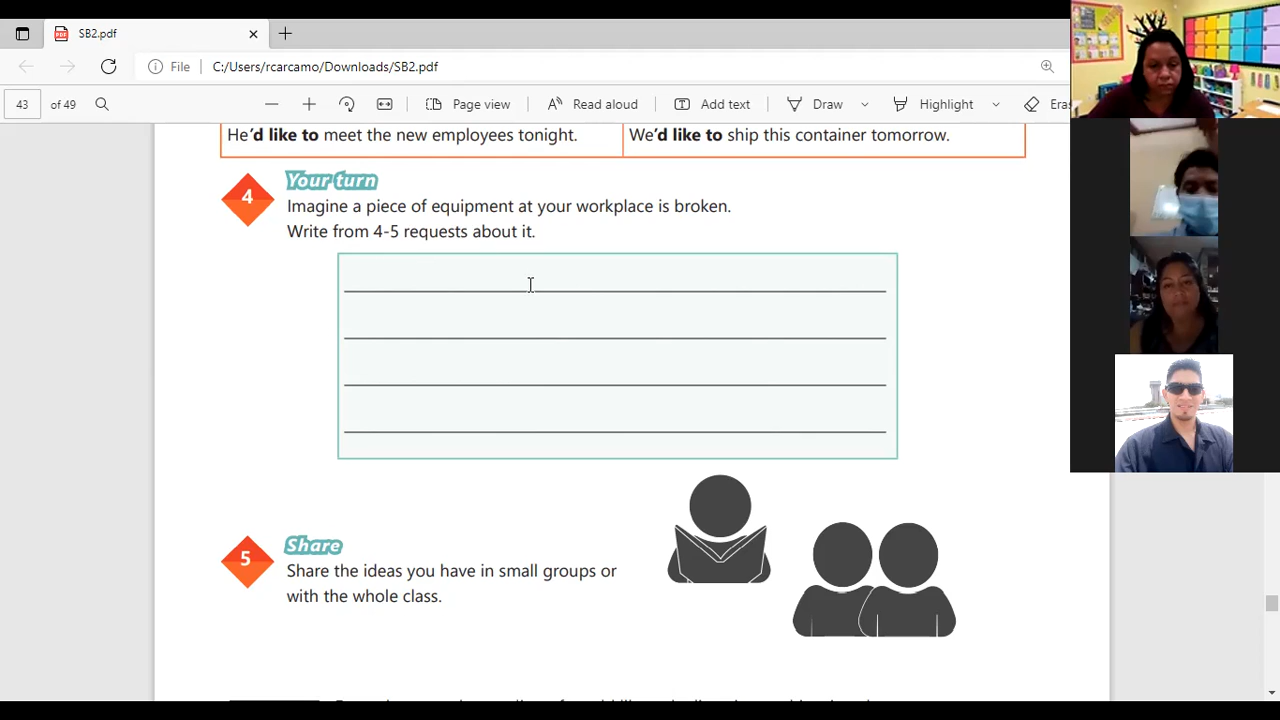 SB2.pdf
File C:/Users/rcarcamo/Downloads/SB2.pdf
43 of 49 Page view Read aloud Add text Draw Highlight
He'd like to meet the new employees tonight. We'd like to ship this container tomorrow.
4 Your turn
Imagine a piece of equipment at your workplace is broken.
Write from 4-5 requests about it.
5 Share
Share the ideas you have in small groups or
with the whole class.